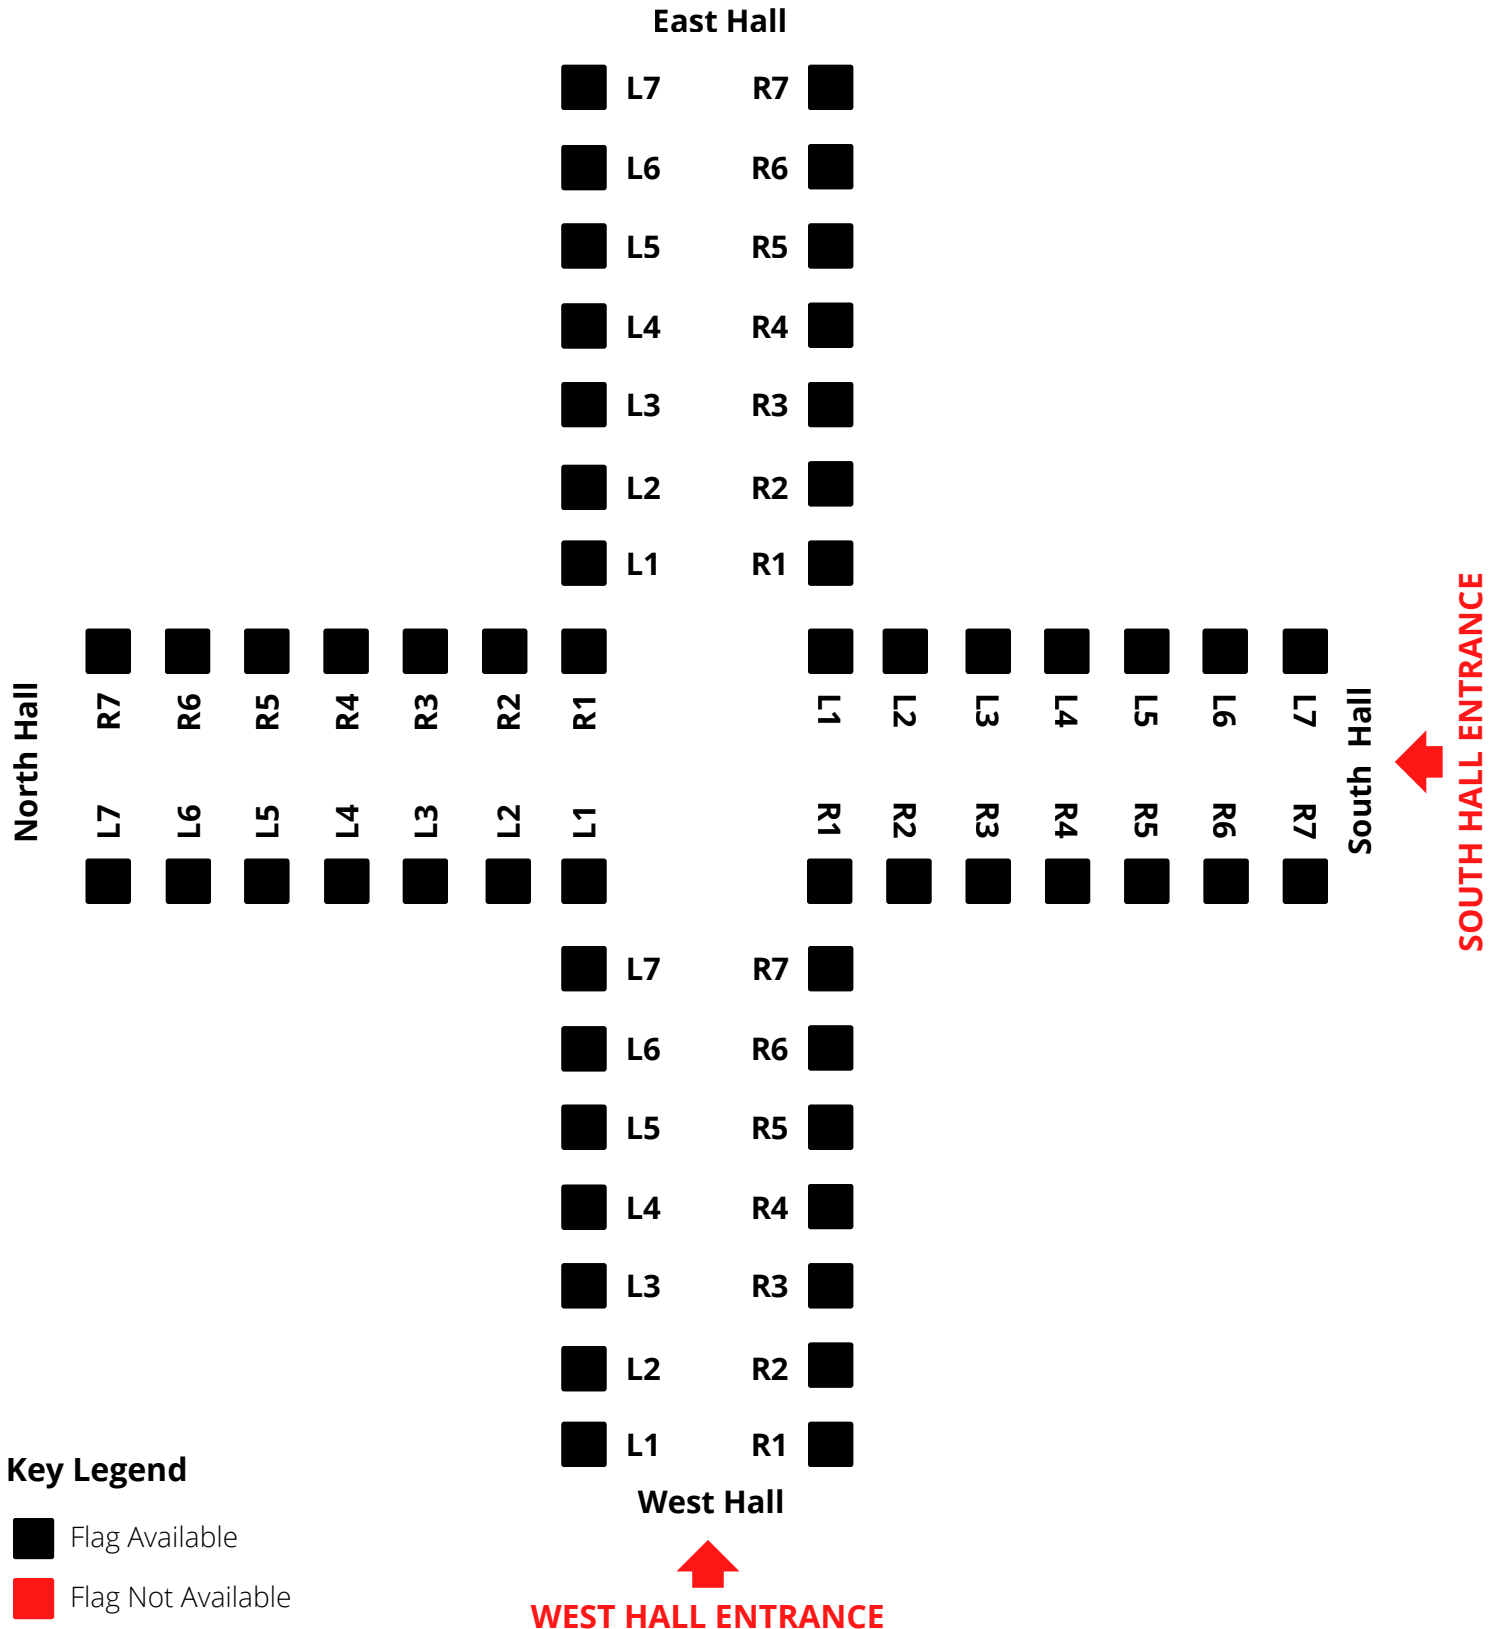 East Hall
L7 R7
L6 R6
L5 R5
L4 R4
L3 R3
L2 R2
L1 R1
North Hall
R7 R6 R5 R4 R3 R2 R1
L7 L6 L5 L4 L3 L2 L1
L1 L2 L3 L4 L5 L6 L7
R1 R2 R3 R4 R5 R6 R7
South Hall
SOUTH HALL ENTRANCE
L7 R7
L6 R6
L5 R5
L4 R4
L3 R3
L2 R2
L1 R1
West Hall
WEST HALL ENTRANCE
Key Legend
Flag Available
Flag Not Available